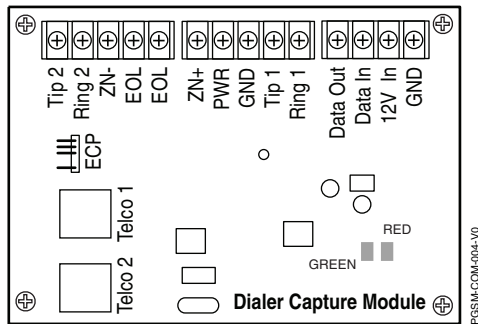 Tip 2
Ring 2
ZN-
EOL
EOL
ZN+
PWR
GND
Tip 1
Ring 1
Data Out
Data In
12V In
GND
ECP
Telco 1
Telco 2
RED
GREEN
Dialer Capture Module
PGSM-COM-004-V0